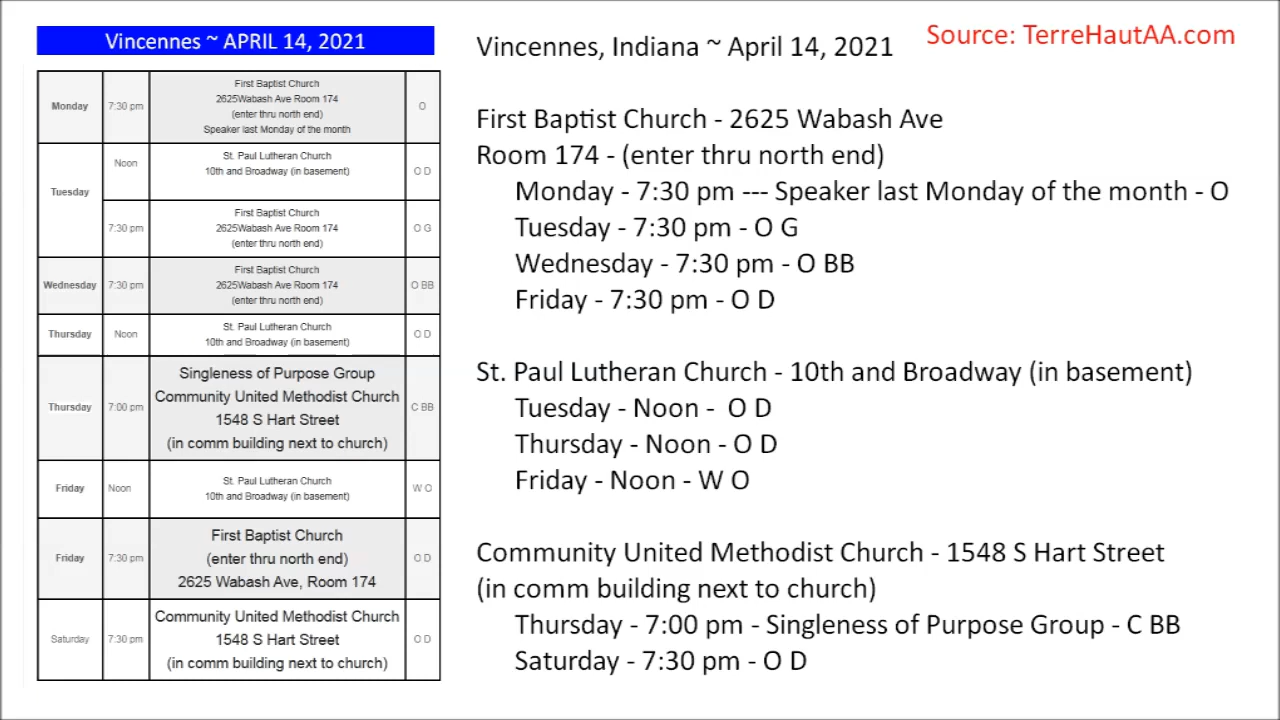 Vincennes ~ APRIL 14, 2021
Monday
7:30 pm
First Baptist Church
2625Wabash Ave Room 174
(enter thru north end)
Speaker last Monday of the month
O
Tuesday
Noon
St. Paul Lutheran Church
10th and Broadway (in basement)
O D
7:30 pm
First Baptist Church
2625Wabash Ave Room 174
(enter thru north end)
O G
Wednesday
7:30 pm
First Baptist Church
2625Wabash Ave Room 174
(enter thru north end)
O BB
Thursday
Noon
St. Paul Lutheran Church
10th and Broadway (in basement)
O D
Thursday
7:00 pm
Singleness of Purpose Group
Community United Methodist Church
1548 S Hart Street
(in comm building next to church)
C BB
Friday
Noon
St. Paul Lutheran Church
10th and Broadway (in basement)
W O
Friday
7:30 pm
First Baptist Church
(enter thru north end)
2625 Wabash Ave, Room 174
O D
Saturday
7:30 pm
Community United Methodist Church
1548 S Hart Street
(in comm building next to church)
O D
Source: TerreHautAA.com
Vincennes, Indiana ~ April 14, 2021
First Baptist Church - 2625 Wabash Ave
Room 174 - (enter thru north end)
Monday - 7:30 pm --- Speaker last Monday of the month - O
Tuesday - 7:30 pm - O G
Wednesday - 7:30 pm - O BB
Friday - 7:30 pm - O D
St. Paul Lutheran Church - 10th and Broadway (in basement)
Tuesday - Noon - O D
Thursday - Noon - O D
Friday - Noon - W O
Community United Methodist Church - 1548 S Hart Street
(in comm building next to church)
Thursday - 7:00 pm - Singleness of Purpose Group - C BB
Saturday - 7:30 pm - O D